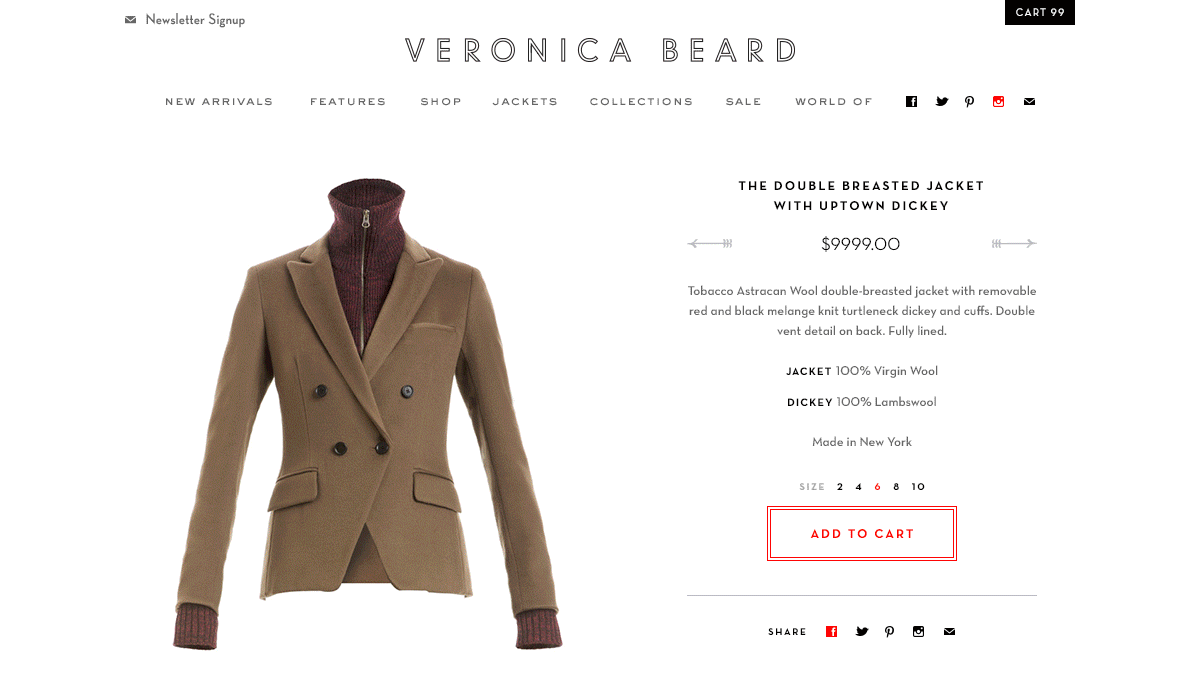 Newsletter Signup
CART 99
VERONICA BEARD
NEW ARRIVALS FEATURES SHOP JACKETS COLLECTIONS SALE WORLD OF
THE DOUBLE BREASTED JACKET
WITH UPTOWN DICKEY
$9999.00
Tobacco Astracan Wool double-breasted jacket with removable
red and black melange knit turtleneck dickey and cuffs. Double
vent detail on back. Fully lined.
JACKET 100% Virgin Wool
DICKEY 100% Lambswool
Made in New York
SIZE 2 4 6 8 10
ADD TO CART
SHARE